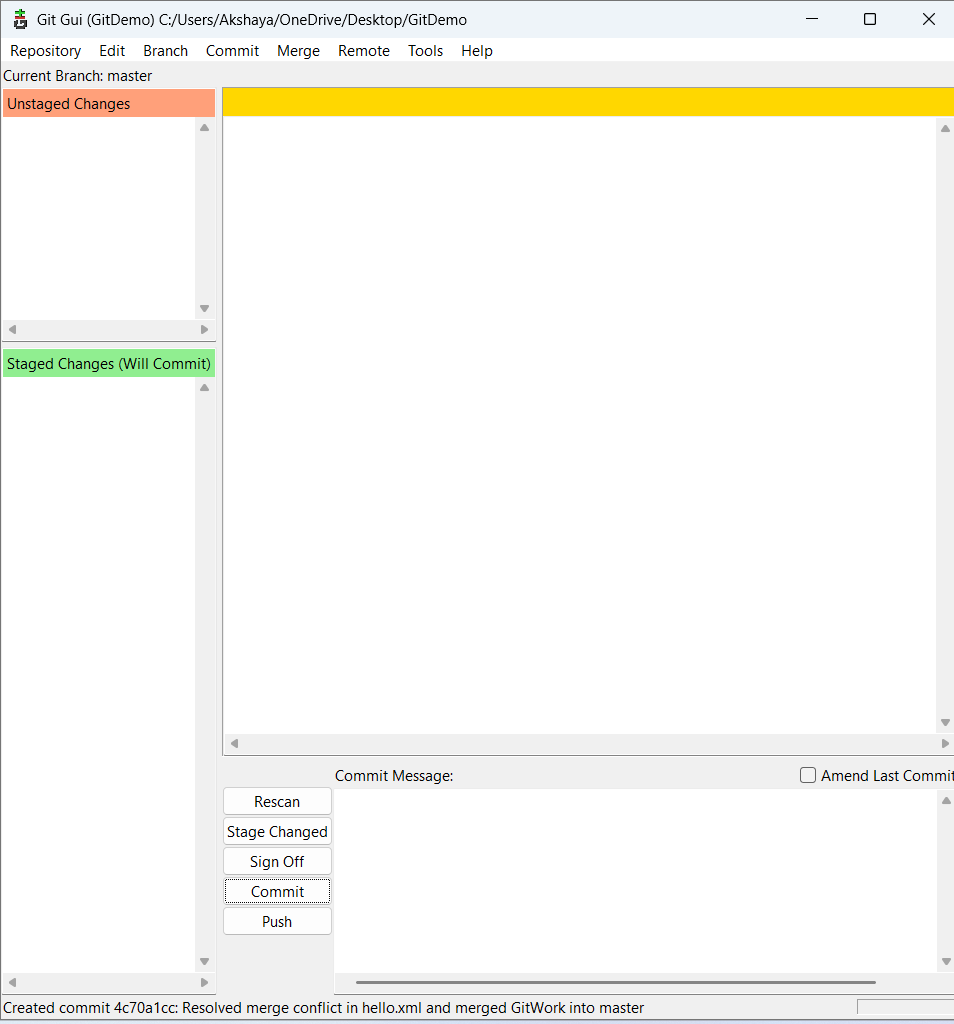 Git Gui (GitDemo) C:/Users/Akshaya/OneDrive/Desktop/GitDemo
Repository Edit Branch Commit Merge Remote Tools Help
Current Branch: master
Unstaged Changes
Staged Changes (Will Commit)
Commit Message:
Amend Last Commit
Rescan
Stage Changed
Sign Off
Commit
Push
Created commit 4c70a1cc: Resolved merge conflict in hello.xml and merged GitWork into master